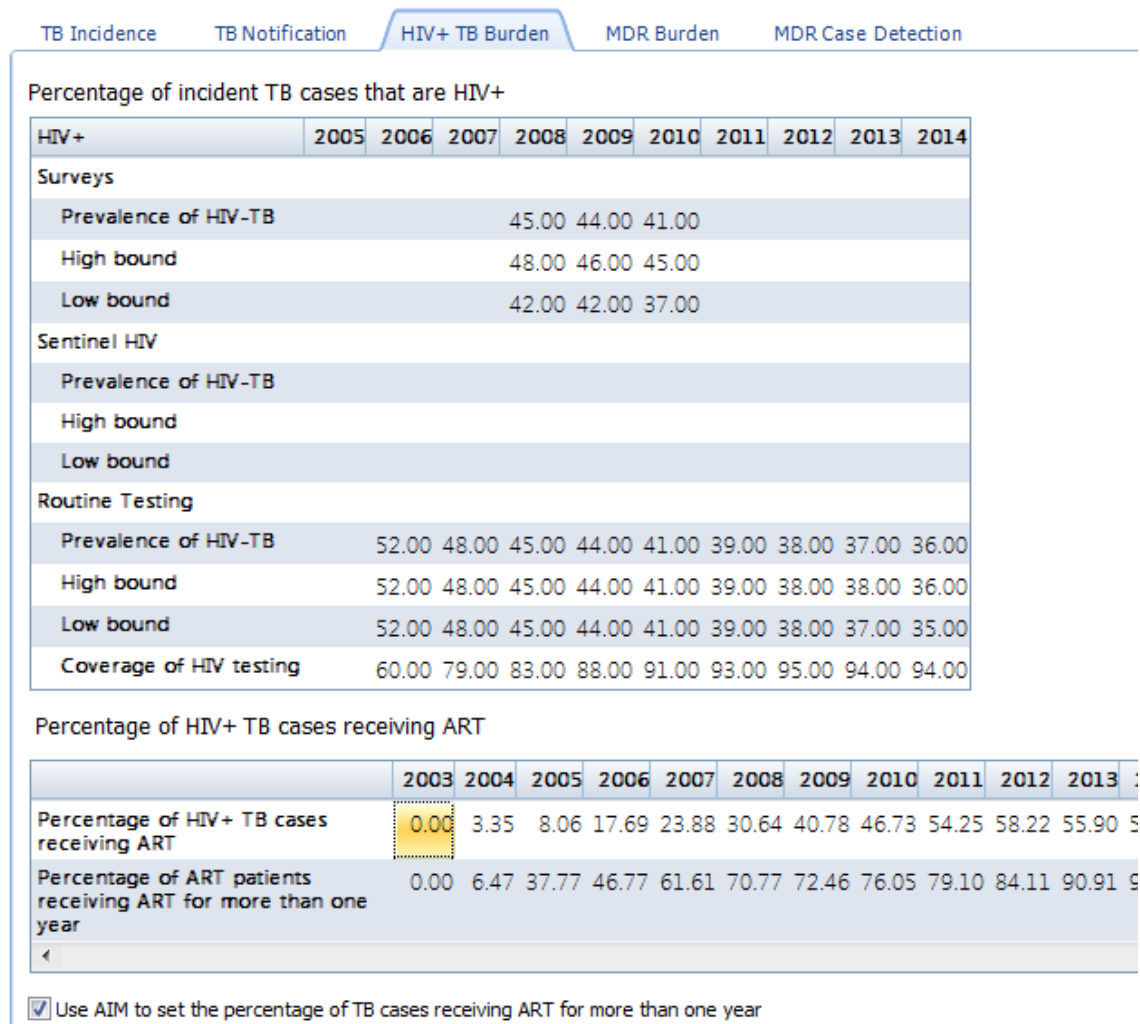 TB Incidence TB Notification HIV+ TB Burden MDR Burden MDR Case Detection
Percentage of incident TB cases that are HIV+
HIV+ 2005 2006 2007 2008 2009 2010 2011 2012 2013 2014
Surveys
Prevalence of HIV-TB 45.00 44.00 41.00
High bound 48.00 46.00 45.00
Low bound 42.00 42.00 37.00
Sentinel HIV
Prevalence of HIV-TB
High bound
Low bound
Routine Testing
Prevalence of HIV-TB 52.00 48.00 45.00 44.00 41.00 39.00 38.00 37.00 36.00
High bound 52.00 48.00 45.00 44.00 41.00 39.00 38.00 38.00 36.00
Low bound 52.00 48.00 45.00 44.00 41.00 39.00 38.00 37.00 35.00
Coverage of HIV testing 60.00 79.00 83.00 88.00 91.00 93.00 95.00 94.00 94.00
Percentage of HIV+ TB cases receiving ART
2003 2004 2005 2006 2007 2008 2009 2010 2011 2012 2013
Percentage of HIV+ TB cases 0.00 3.35 8.06 17.69 23.88 30.64 40.78 46.73 54.25 58.22 55.90
receiving ART
Percentage of ART patients 0.00 6.47 37.77 46.77 61.61 70.77 72.46 76.05 79.10 84.11 90.91
receiving ART for more than one
year
Use AIM to set the percentage of TB cases receiving ART for more than one year